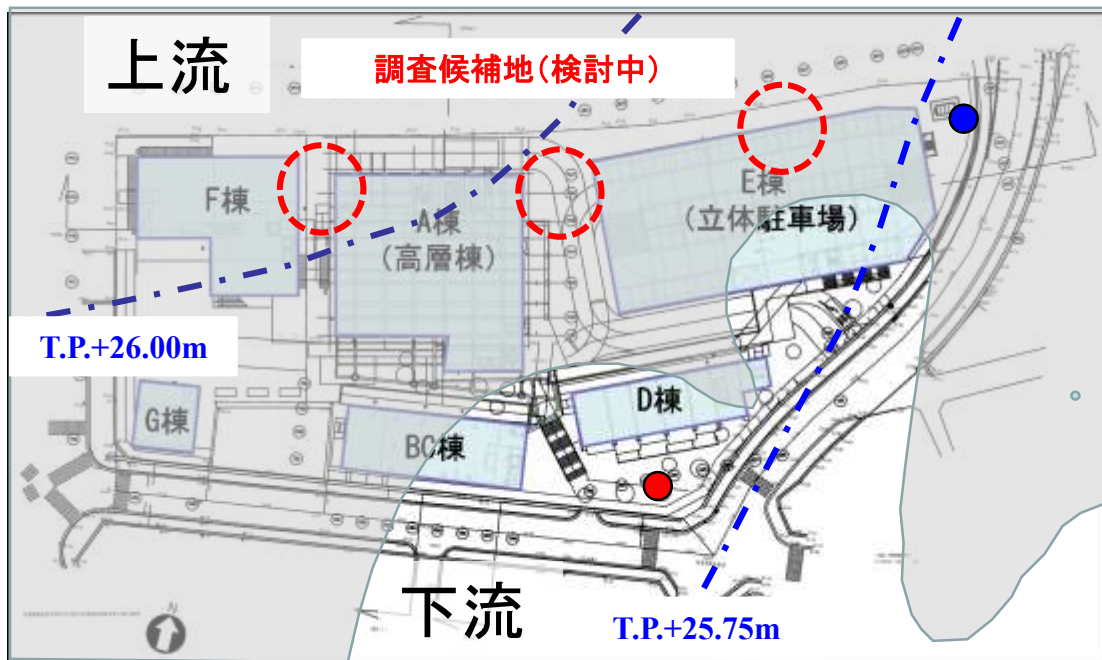 上流
調査候補地(検討中)
F棟
A棟
(高層棟)
E棟
(立体駐車場)
T.P.+26.00m
G棟
BC棟
D棟
下流
T.P.+25.75m
N